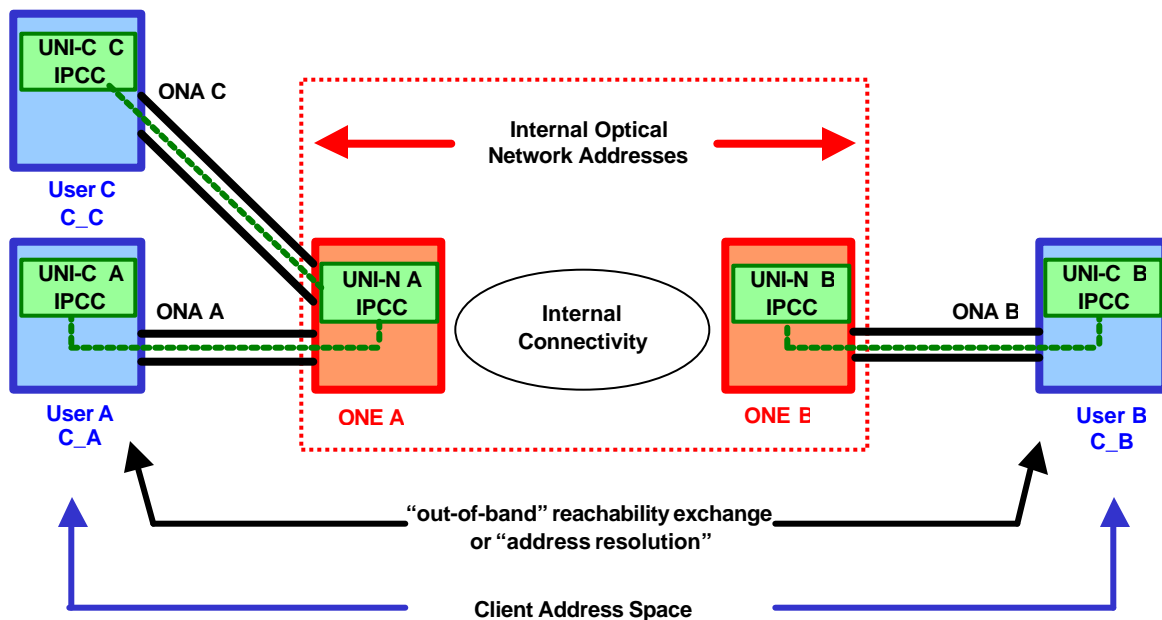 UNI-C C
IPCC
ONA C
User C
C_C
Internal Optical
Network Addresses
UNI-C A
IPCC
ONA A
User A
C_A
UNI-N A
IPCC
ONE A
Internal
Connectivity
UNI-N B
IPCC
ONE B
ONA B
UNI-C B
IPCC
User B
C_B
“out-of-band” reachability exchange
or “address resolution”
Client Address Space